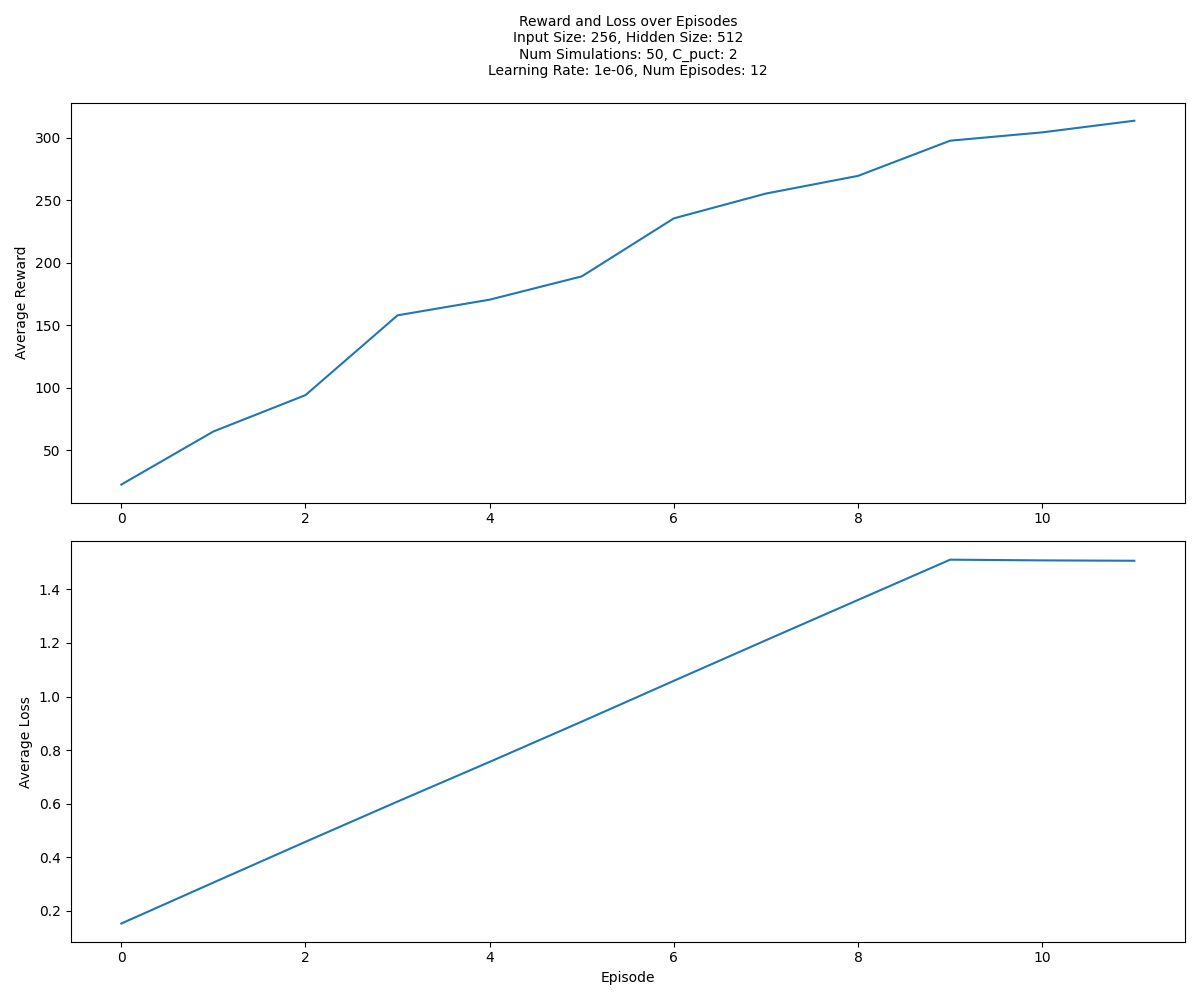 Reward and Loss over Episodes
Input Size: 256, Hidden Size: 512
Num Simulations: 50, C_puct: 2
Learning Rate: 1e-06, Num Episodes: 12
Average Reward
300
250
200
150
100
50
0 2 4 6 8 10
Average Loss
1.4
1.2
1.0
0.8
0.6
0.4
0.2
0 2 4 6 8 10
Episode